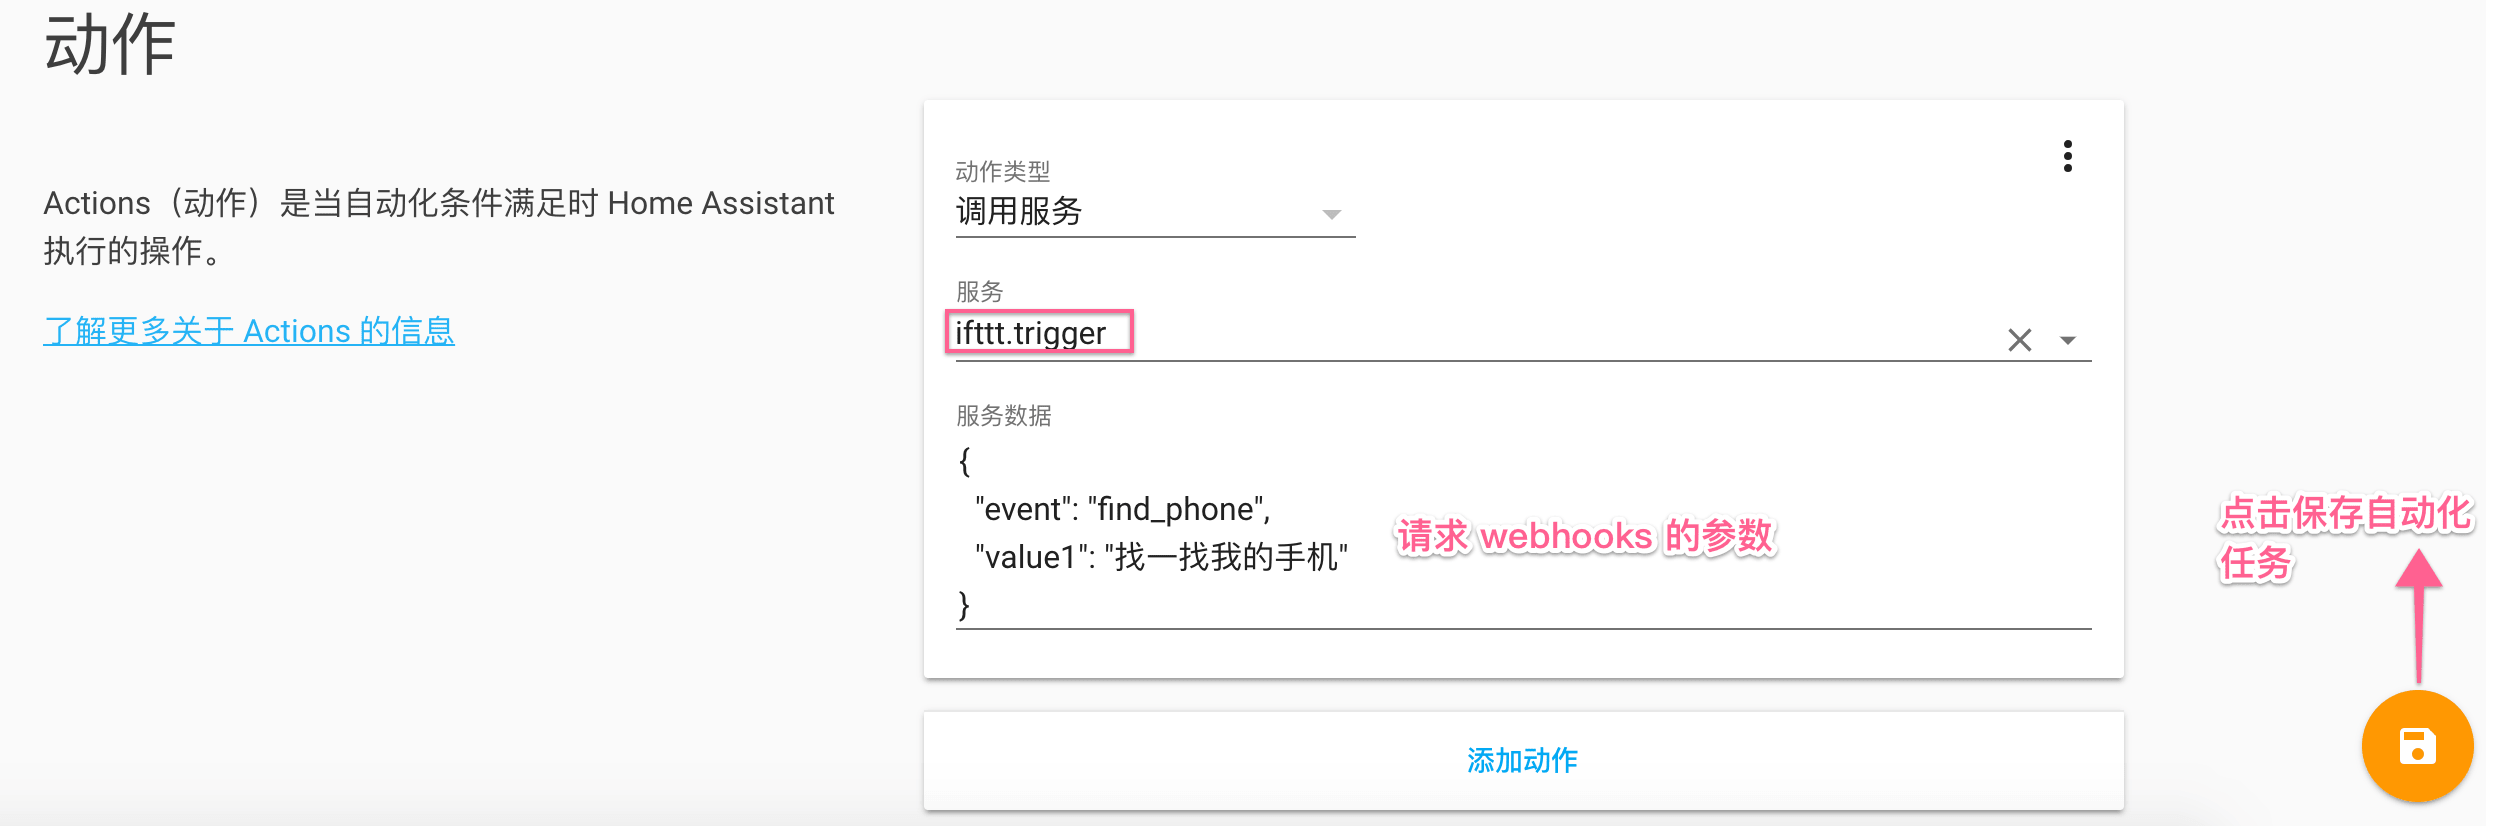 动作
Actions（动作）是当自动化条件满足时 Home Assistant
执行的操作。
了解更多关于 Actions 的信息
动作类型
调用服务
服务
ifttt.trigger
服务数据
{
"event": "find_phone",
"value1": "找一找我的手机"
}
请求 webhooks 的参数
添加动作
点击保存自动化
任务